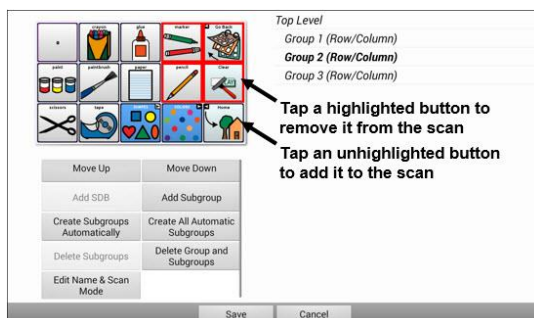 crayon glue marker Go Back
paint paintbrush paper pencil Clear
scissors tape Home
Top Level
Group 1 (Row/Column)
Group 2 (Row/Column)
Group 3 (Row/Column)
Tap a highlighted button to
remove it from the scan
Tap an unhighlighted button
to add it to the scan
Move Up Move Down
Add SDB Add Subgroup
Create Subgroups Create All Automatic
Automatically Subgroups
Delete Subgroups Delete Group and
Subgroups
Edit Name & Scan
Mode
Save Cancel